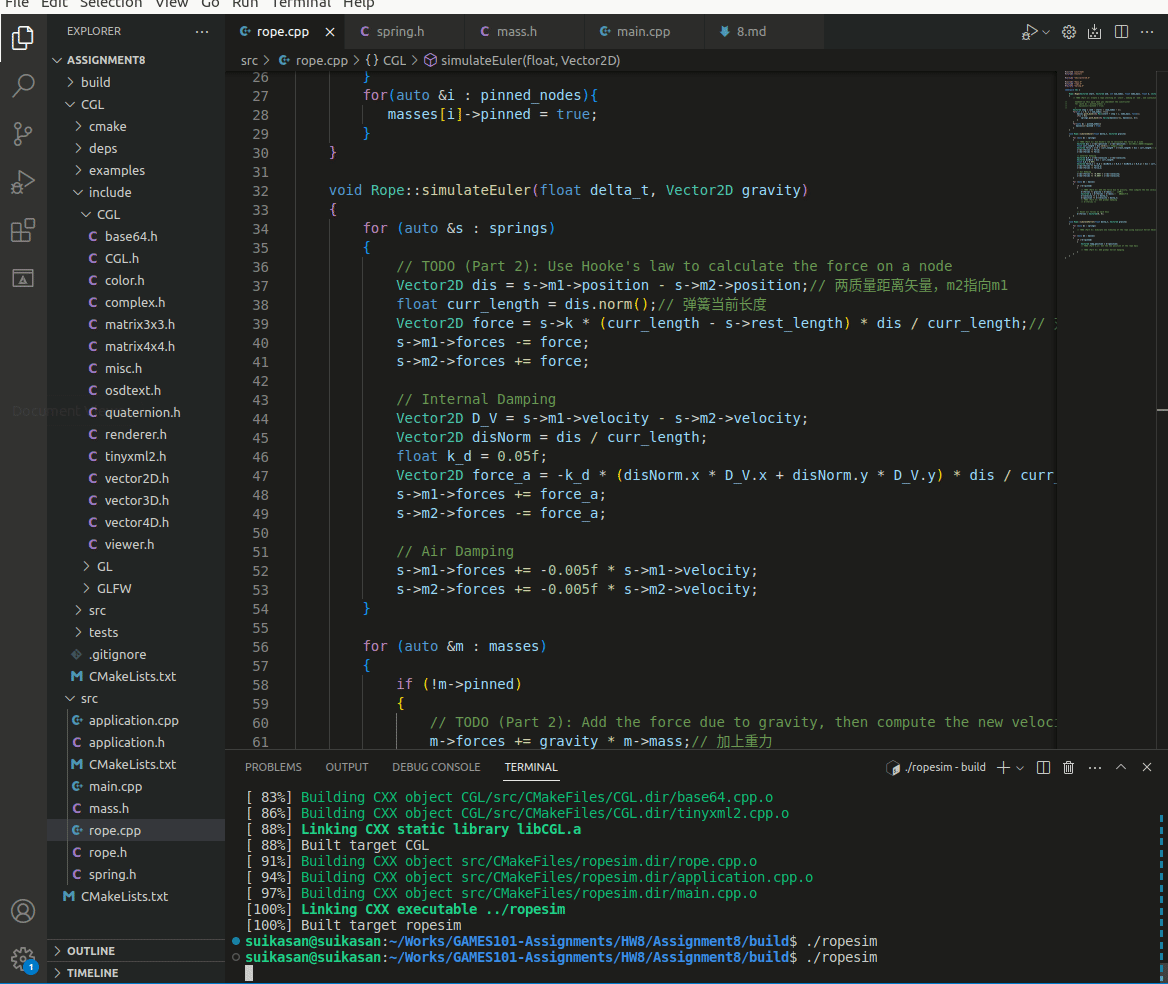 File Edit Selection View Go Run Terminal Help
EXPLORER
ASSIGNMENT8
build
CGL
cmake
deps
examples
include
CGL
base64.h
CGL.h
color.h
complex.h
matrix3x3.h
matrix4x4.h
misc.h
osdtext.h
quaternion.h
renderer.h
tinyxml2.h
vector2D.h
vector3D.h
vector4D.h
viewer.h
GL
GLFW
src
tests
.gitignore
CMakeLists.txt
src
application.cpp
application.h
CMakeLists.txt
main.cpp
mass.h
rope.cpp
rope.h
spring.h
CMakeLists.txt
OUTLINE
TIMELINE
1
rope.cpp spring.h mass.h main.cpp 8.md
src > rope.cpp > {} CGL > simulateEuler(float, Vector2D)
26 }
27 for(auto &i : pinned_nodes){
28 masses[i]->pinned = true;
29 }
30 }
31
32 void Rope::simulateEuler(float delta_t, Vector2D gravity)
33 {
34 for (auto &s : springs)
35 {
36 // TODO (Part 2): Use Hooke's law to calculate the force on a node
37 Vector2D dis = s->m1->position - s->m2->position;// 两质量距离矢量，m2指向m1
38 float curr_length = dis.norm();// 弹簧当前长度
39 Vector2D force = s->k * (curr_length - s->rest_length) * dis / curr_length;//
40 s->m1->forces -= force;
41 s->m2->forces += force;
42
43 // Internal Damping
44 Vector2D D_V = s->m1->velocity - s->m2->velocity;
45 Vector2D disNorm = dis / curr_length;
46 float k_d = 0.05f;
47 Vector2D force_a = -k_d * (disNorm.x * D_V.x + disNorm.y * D_V.y) * dis / curr_
48 s->m1->forces += force_a;
49 s->m2->forces -= force_a;
50
51 // Air Damping
52 s->m1->forces += -0.005f * s->m1->velocity;
53 s->m2->forces += -0.005f * s->m2->velocity;
54 }
55
56 for (auto &m : masses)
57 {
58 if (!m->pinned)
59 {
60 // TODO (Part 2): Add the force due to gravity, then compute the new veloci
61 m->forces += gravity * m->mass;// 加上重力
PROBLEMS OUTPUT DEBUG CONSOLE TERMINAL ./ropesim - build
[ 83%] Building CXX object CGL/src/CMakeFiles/CGL.dir/base64.cpp.o
[ 86%] Building CXX object CGL/src/CMakeFiles/CGL.dir/tinyxml2.cpp.o
[ 88%] Linking CXX static library libCGL.a
[ 88%] Built target CGL
[ 91%] Building CXX object src/CMakeFiles/ropesim.dir/rope.cpp.o
[ 94%] Building CXX object src/CMakeFiles/ropesim.dir/application.cpp.o
[ 97%] Building CXX object src/CMakeFiles/ropesim.dir/main.cpp.o
[100%] Linking CXX executable ../ropesim
[100%] Built target ropesim
suikasan@suikasan:~/Works/GAMES101-Assignments/HW8/Assignment8/build$ ./ropesim
suikasan@suikasan:~/Works/GAMES101-Assignments/HW8/Assignment8/build$ ./ropesim